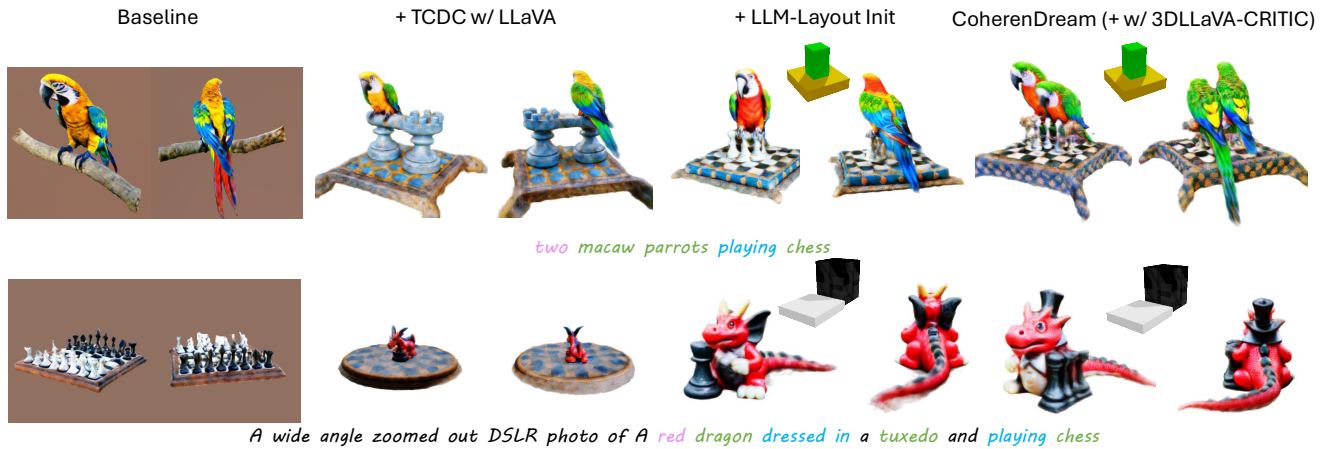 Baseline
+ TCDC w/ LLaVA
+ LLM-Layout Init
CoherenDream (+ w/ 3DLLaVA-CRITIC)
two macaw parrots playing chess
A wide angle zoomed out DSLR photo of A red dragon dressed in a tuxedo and playing chess